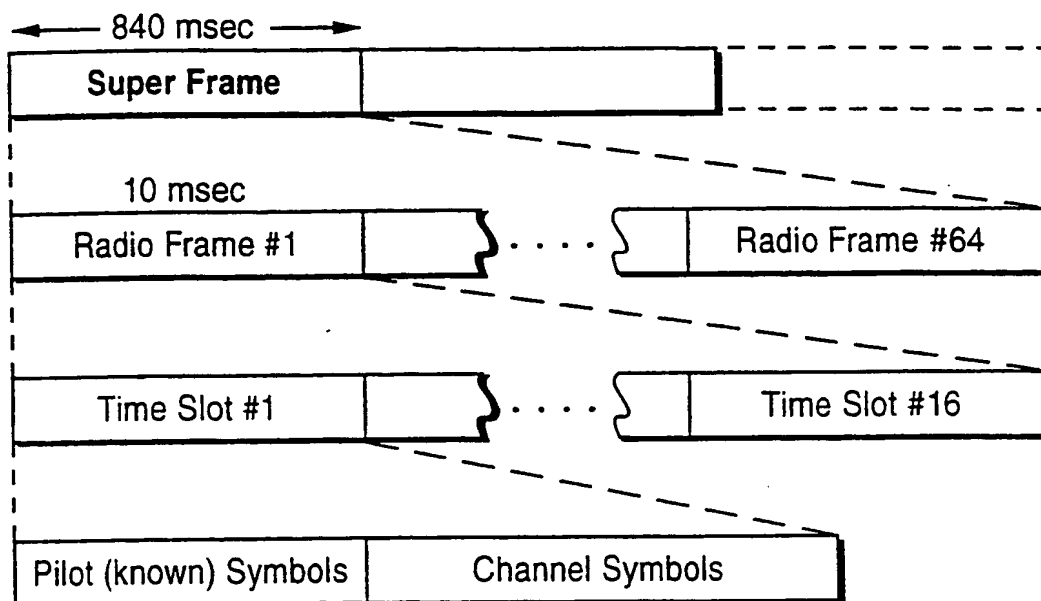 840 msec
Super Frame
10 msec
Radio Frame #1 ..... Radio Frame #64
Time Slot #1 ..... Time Slot #16
Pilot (known) Symbols Channel Symbols